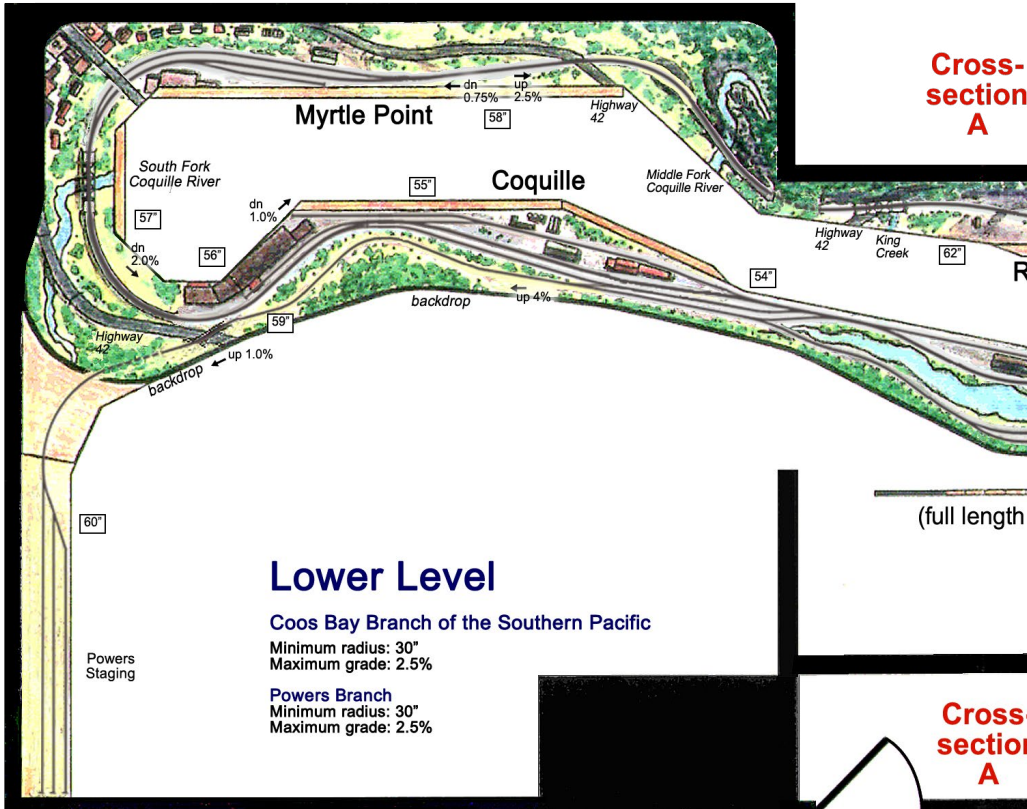 Cross-
section
A
dn
0.75%
up
2.5%
Highway
42
Myrtle Point
58"
South Fork
Coquille River
Middle Fork
Coquille River
55"
Coquille
dn
1.0%
57"
dn
2.0%
56"
Highway
42
King
Creek
62"
R
54"
59"
backdrop
up 4%
Highway
42
up 1.0%
backdrop
60"
(full length
Lower Level
Coos Bay Branch of the Southern Pacific
Minimum radius: 30"
Maximum grade: 2.5%
Powers
Staging
Powers Branch
Minimum radius: 30"
Maximum grade: 2.5%
Cross-
section
A